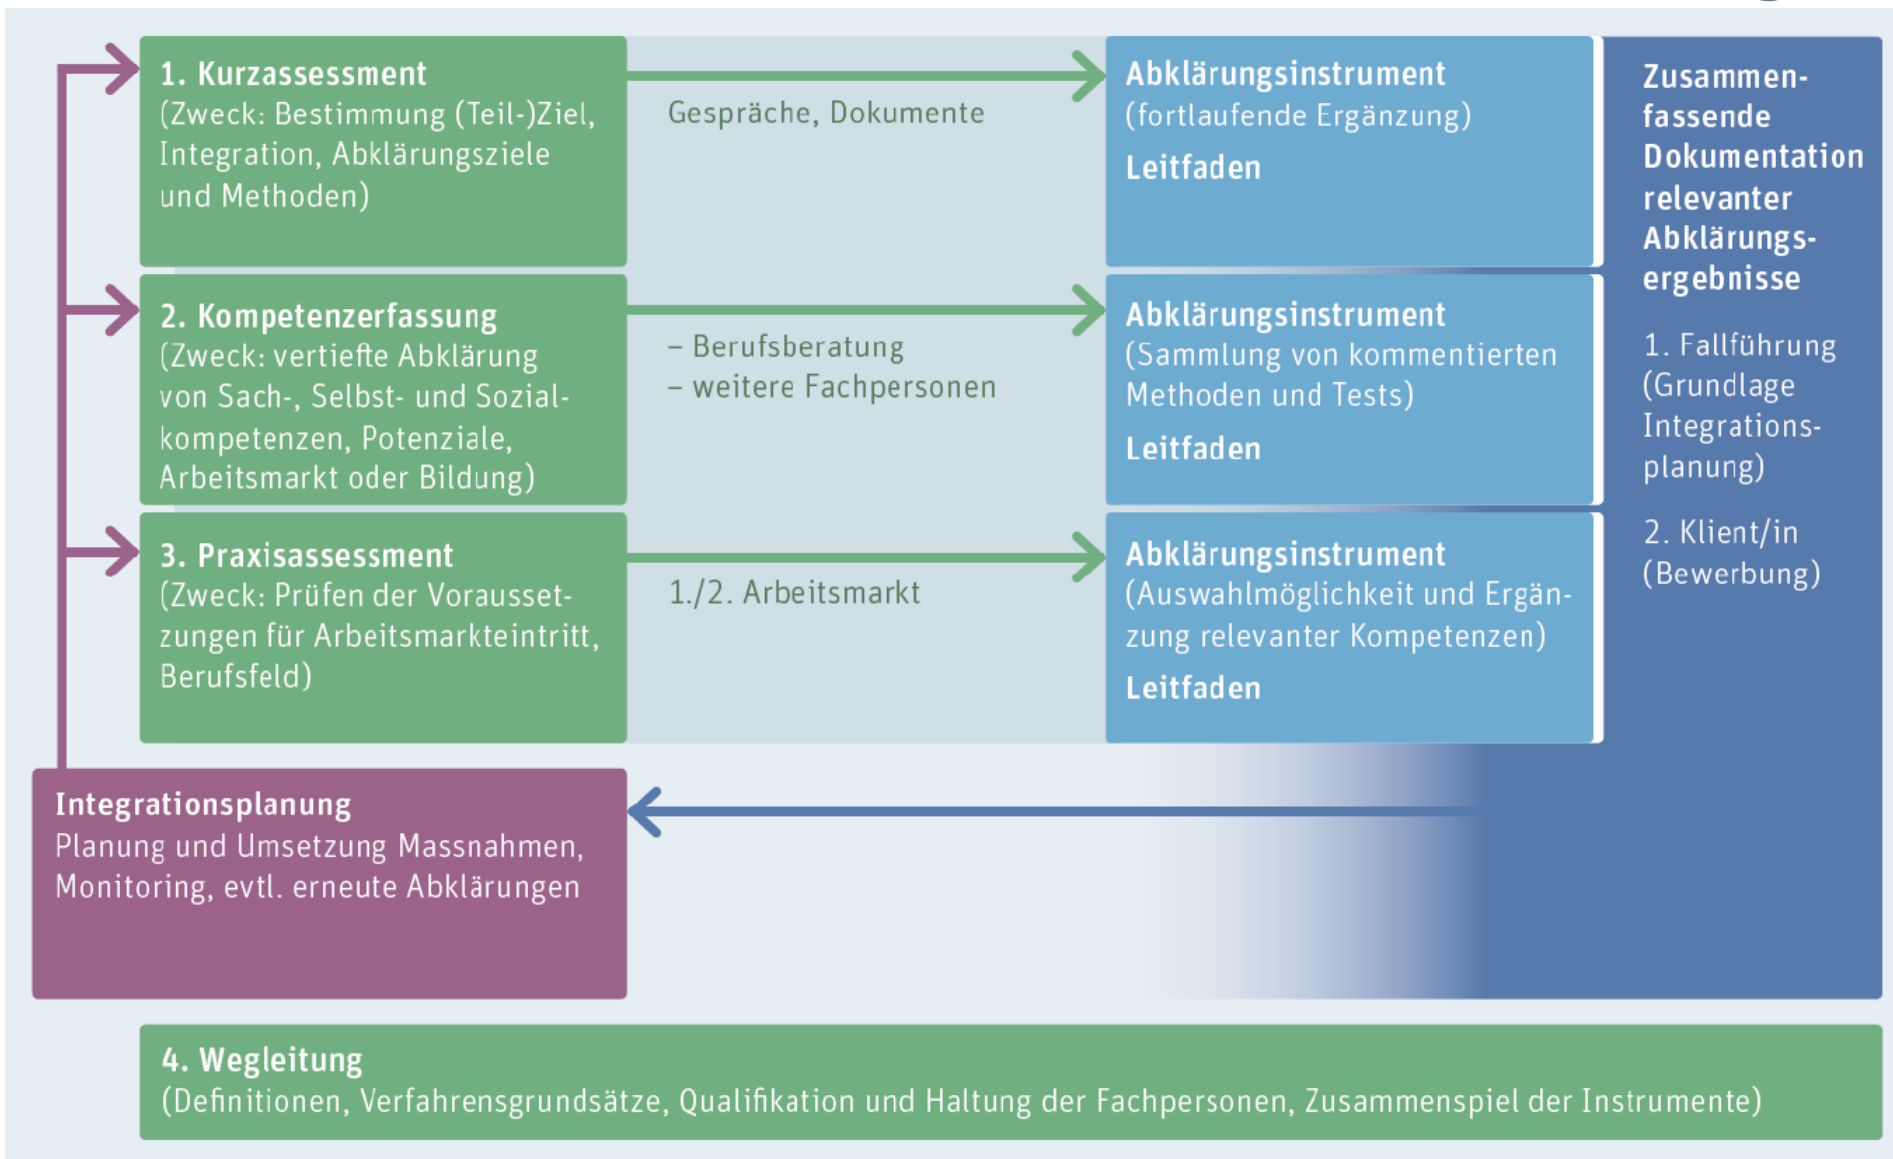 1. Kurzassessment
(Zweck: Bestimmung (Teil-)Ziel,
Integration, Abklärungsziele
und Methoden)
Gespräche, Dokumente
Abklärungsinstrument
(fortlaufende Ergänzung)
Leitfaden
2. Kompetenzerfassung
(Zweck: vertiefte Abklärung
von Sach-, Selbst- und Sozial-
kompetenzen, Potenziale,
Arbeitsmarkt oder Bildung)
– Berufsberatung
– weitere Fachpersonen
Abklärungsinstrument
(Sammlung von kommentierten
Methoden und Tests)
Leitfaden
3. Praxisassessment
(Zweck: Prüfen der Vorausset-
zungen für Arbeitsmarkteintritt,
Berufsfeld)
1./2. Arbeitsmarkt
Abklärungsinstrument
(Auswahlmöglichkeit und Ergän-
zung relevanter Kompetenzen)
Leitfaden
Zusammen-
fassende
Dokumentation
relevanter
Abklärungs-
ergebnisse
1. Fallführung
(Grundlage
Integrations-
planung)
2. Klient/in
(Bewerbung)
Integrationsplanung
Planung und Umsetzung Massnahmen,
Monitoring, evtl. erneute Abklärungen
4. Wegleitung
(Definitionen, Verfahrensgrundsätze, Qualifikation und Haltung der Fachpersonen, Zusammenspiel der Instrumente)